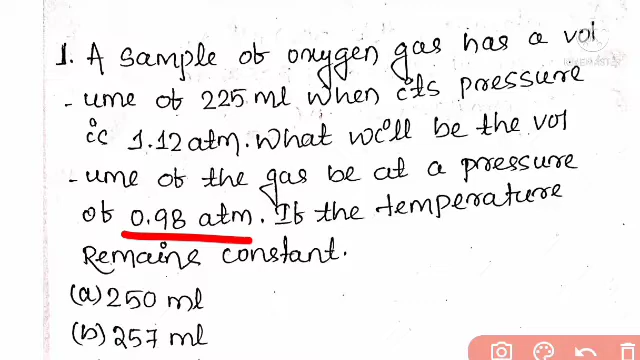 1. A sample of oxygen gas has a vol
- ume of 225 ml when its pressure
is 1.12 atm. What will be the vol
- ume of the gas be at a pressure
of 0.98 atm. If the temperature
remains constant.
(a) 250 ml
(b) 257 ml